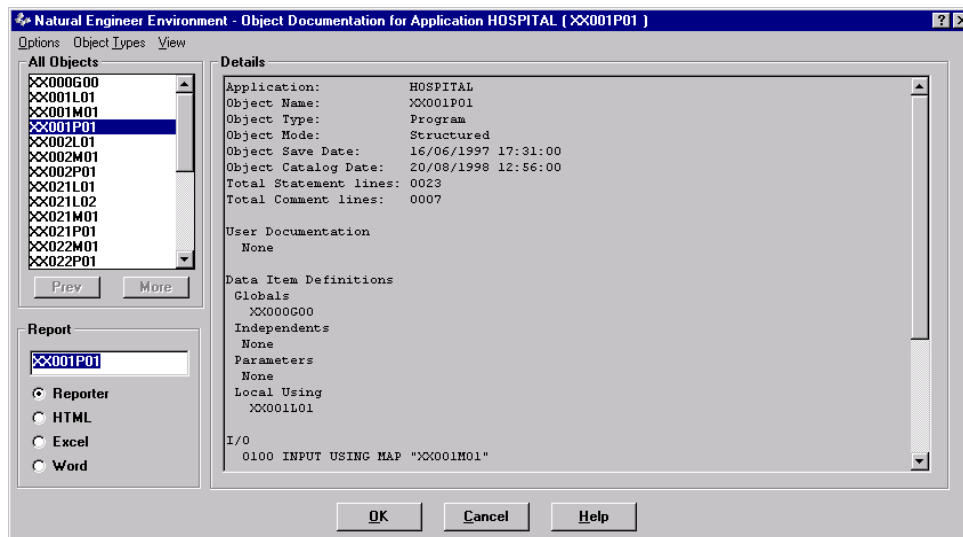 Natural Engineer Environment - Object Documentation for Application HOSPITAL ( XX001P01 )
Options Object Types View
All Objects
XX000G00
XX001L01
XX001M01
XX001P01
XX002L01
XX002M01
XX002P01
XX021L01
XX021L02
XX021M01
XX021P01
XX022M01
XX022P01
Prev More
Report
XX001P01
Reporter
HTML
Excel
Word
Details
Application: HOSPITAL
Object Name: XX001P01
Object Type: Program
Object Mode: Structured
Object Save Date: 16/06/1997 17:31:00
Object Catalog Date: 20/08/1998 12:56:00
Total Statement lines: 0023
Total Comment lines: 0007
User Documentation
None
Data Item Definitions
Globals
XX000G00
Independents
None
Parameters
None
Local Using
XX001L01
I/O
0100 INPUT USING MAP "XX001M01"
OK Cancel Help